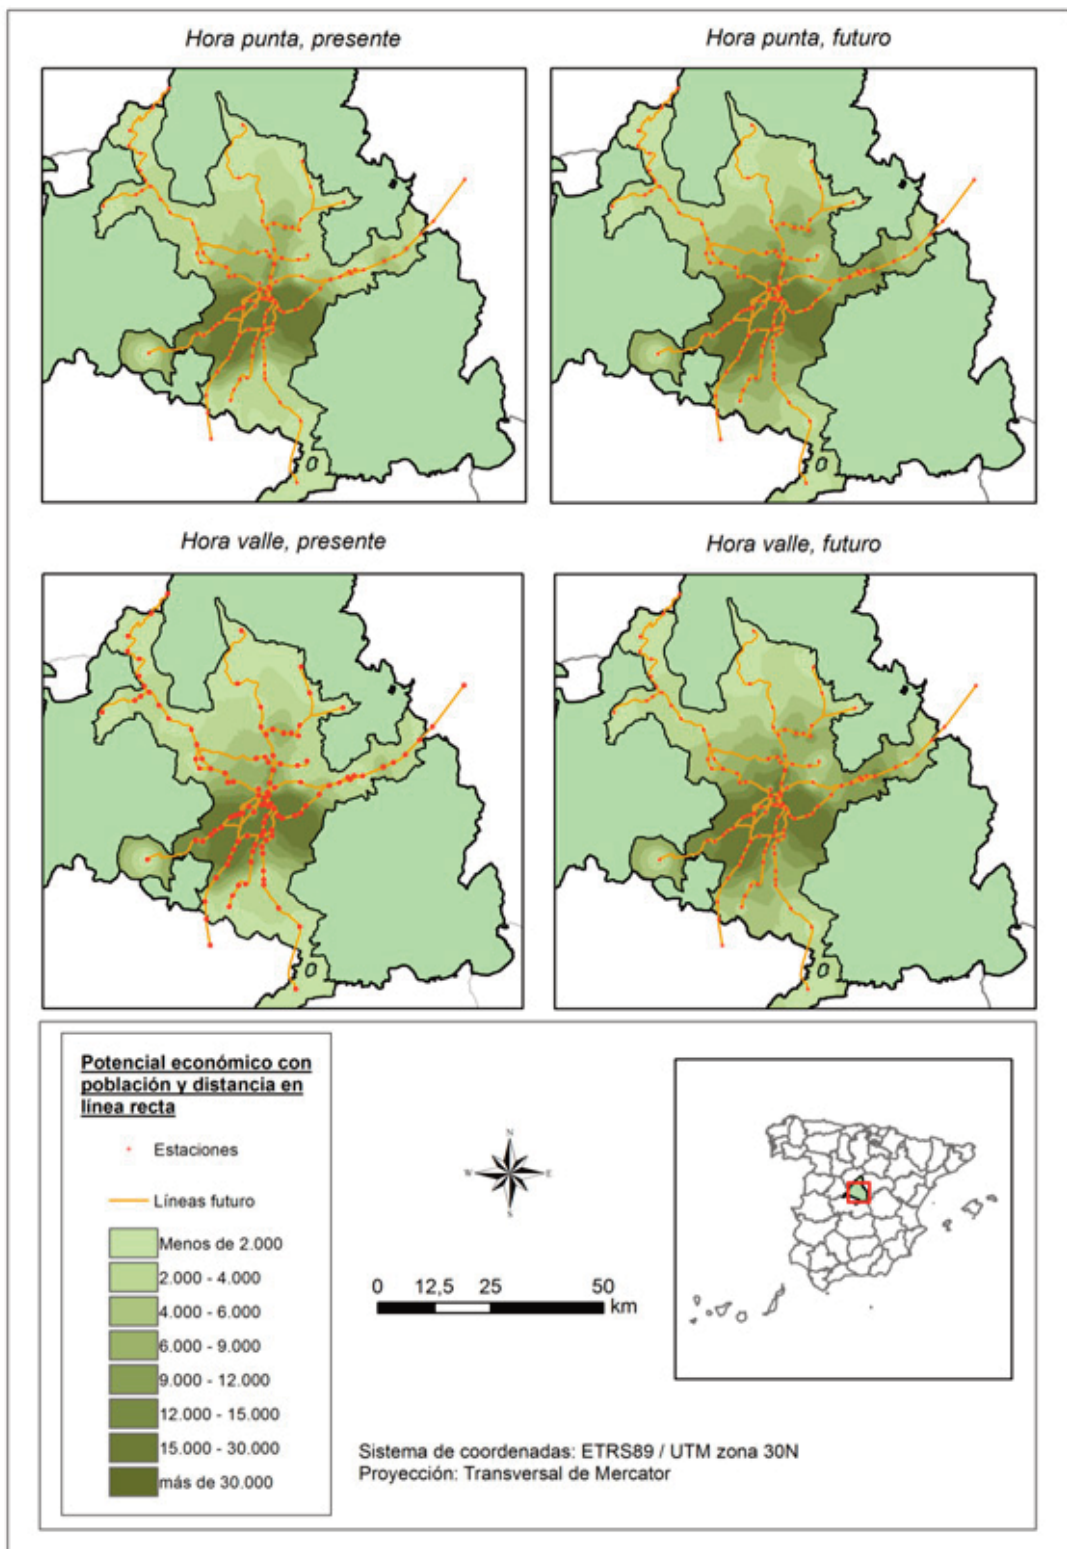 Hora punta, presente
Hora punta, futuro
Hora valle, presente
Hora valle, futuro
Potencial económico con
población y distancia en
línea recta
Estaciones
Líneas futuro
Menos de 2.000
2.000 - 4.000
4.000 - 6.000
6.000 - 9.000
9.000 - 12.000
12.000 - 15.000
15.000 - 30.000
más de 30.000
N
W
E
S
0 12,5 25 50
km
Sistema de coordenadas: ETRS89 / UTM zona 30N
Proyección: Transversal de Mercator